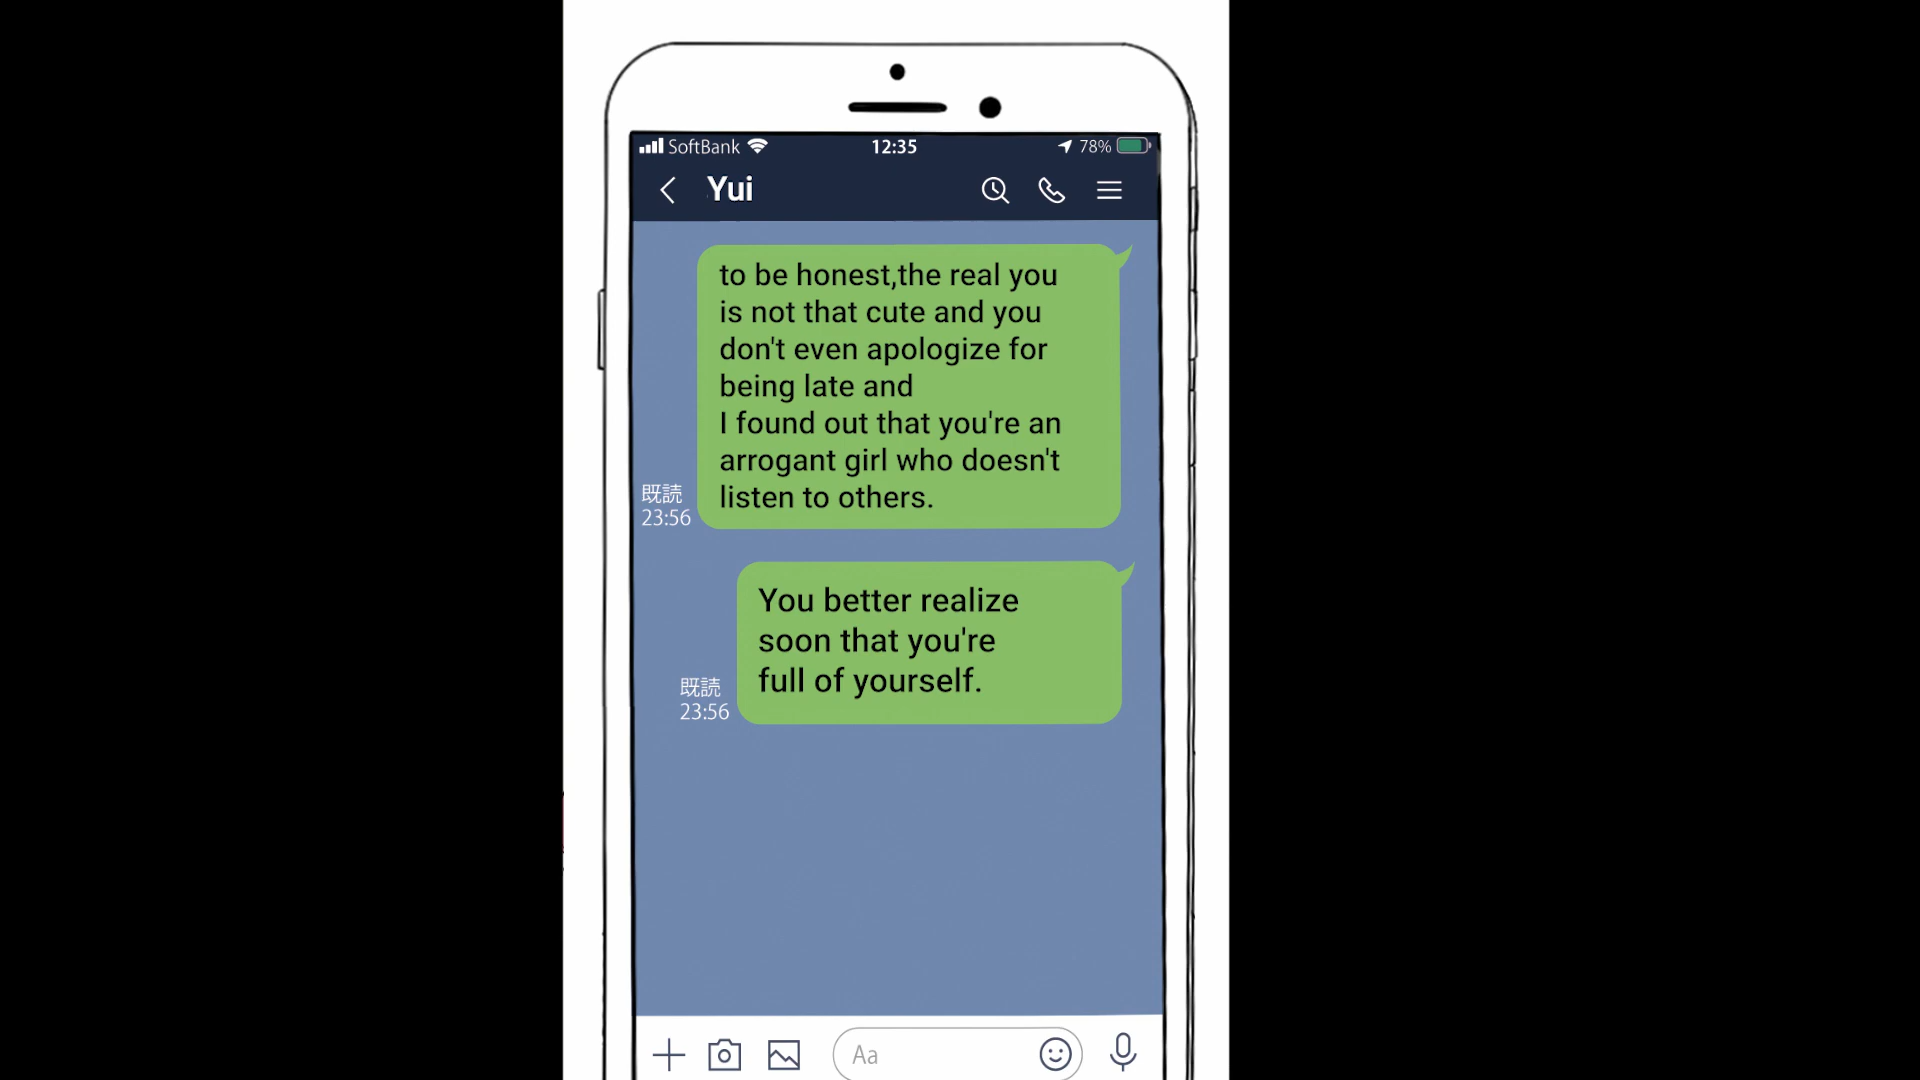 SoftBank 12:35 78%
Yui
to be honest,the real you
is not that cute and you
don't even apologize for
being late and
I found out that you're an
arrogant girl who doesn't
listen to others.
既読
23:56
You better realize
soon that you're
full of yourself.
既読
23:56
Aa